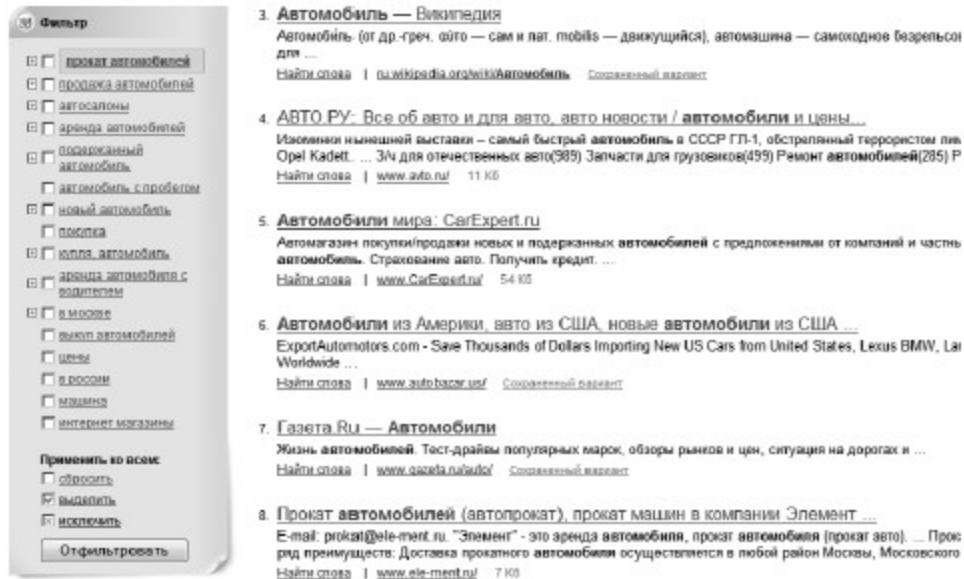 Фильтр
прокат автомобилей
продажа автомобилей
автосалоны
аренда автомобилей
подержанный
автомобиль
автомобиль с пробегом
новый автомобиль
покупка
купля, автомобиль
аренда автомобиля с
водителем
в москве
выкуп автомобилей
цены
в россии
машина
интернет магазины
Применить ко всем:
сбросить
выделить
исключить
Отфильтровать
3. Автомобиль — Википедия
Автомоби́ль (от др.-греч. αὐτο — сам и лат. mobilis — движущийся), автомашина — самоходное
для ...
Найти слова | ru.wikipedia.org/wiki/Автомобиль Сохраненный вариант
4. АВТО.РУ: Все об авто и для авто, авто новости / автомобили и цены...
Изюминки нынешней выставки – самый быстрый автомобиль в СССР ГЛ-1, обстрелянный террористом
Opel Kadett. ... З/ч для отечественных авто(989) Запчасти для грузовиков(499) Ремонт автомобилей(285) Р
Найти слова | www.avto.ru/ 11 Кб
5. Автомобили мира: CarExpert.ru
Автомагазин покупки/продажи новых и подержанных автомобилей с предложениями от компаний и частны
автомобиль. Страхование авто. Получить кредит. ...
Найти слова | www.CarExpert.ru/ 54 Кб
6. Автомобили из Америки, авто из США, новые автомобили из США ...
ExportAutomotors.com - Save Thousands of Dollars Importing New US Cars from United States, Lexus BMW, La
Worldwide ...
Найти слова | www.autobazar.us/ Сохраненный вариант
7. Газета.Ru — Автомобили
Жизнь автомобилей. Тест-драйвы популярных марок, обзоры рынков и цен, ситуация на дорогах и ...
Найти слова | www.gazeta.ru/auto/ Сохраненный вариант
8. Прокат автомобилей (автопрокат), прокат машин в компании Элемент ...
E-mail: prokat@ele-ment.ru. "Элемент" - это аренда автомобиля, прокат автомобиля (прокат авто). ... Прок
ряд преимуществ: Доставка прокатного автомобиля осуществляется в любой район Москвы, Московского
Найти слова | www.ele-ment.ru/ 7 Кб